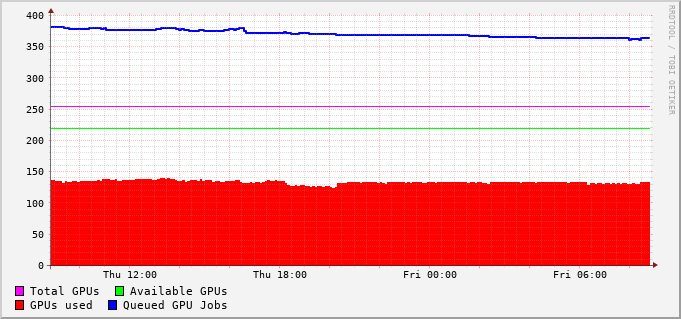 400
350
300
250
200
150
100
50
0
Thu 12:00 Thu 18:00 Fri 00:00 Fri 06:00
Total GPUs Available GPUs
GPUs used Queued GPU Jobs
RRDTOOL / TOBI OETIKER